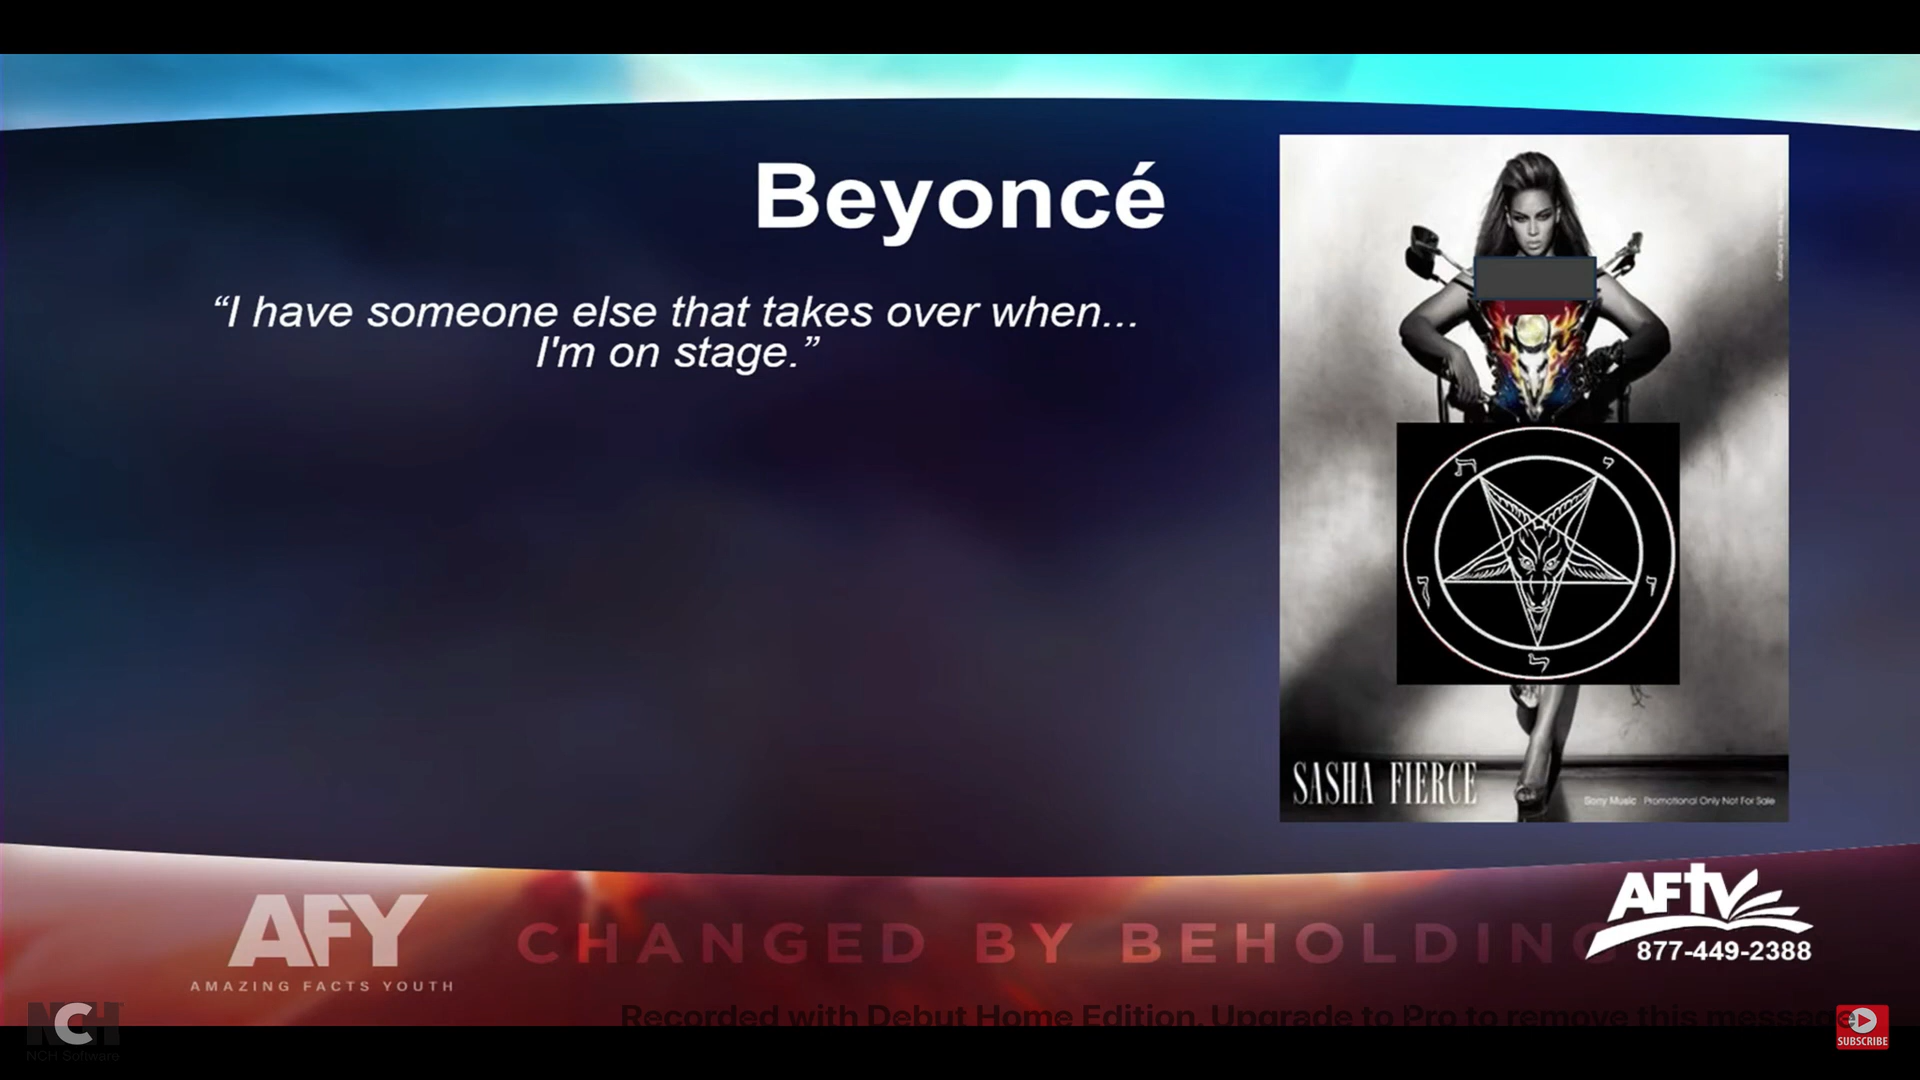 Beyoncé
“I have someone else that takes over when...
I'm on stage.”
ת
י
ו
ן
ל
SASHA FIERCE
Sony Music Promotional Only Not For Sale
AFY
AMAZING FACTS YOUTH
CHANGED BY BEHOLDING
AFTV
877-449-2388
NCH
NCH Software
Recorded with Debut Home Edition. Upgrade to Pro to remove this message
SUBSCRIBE